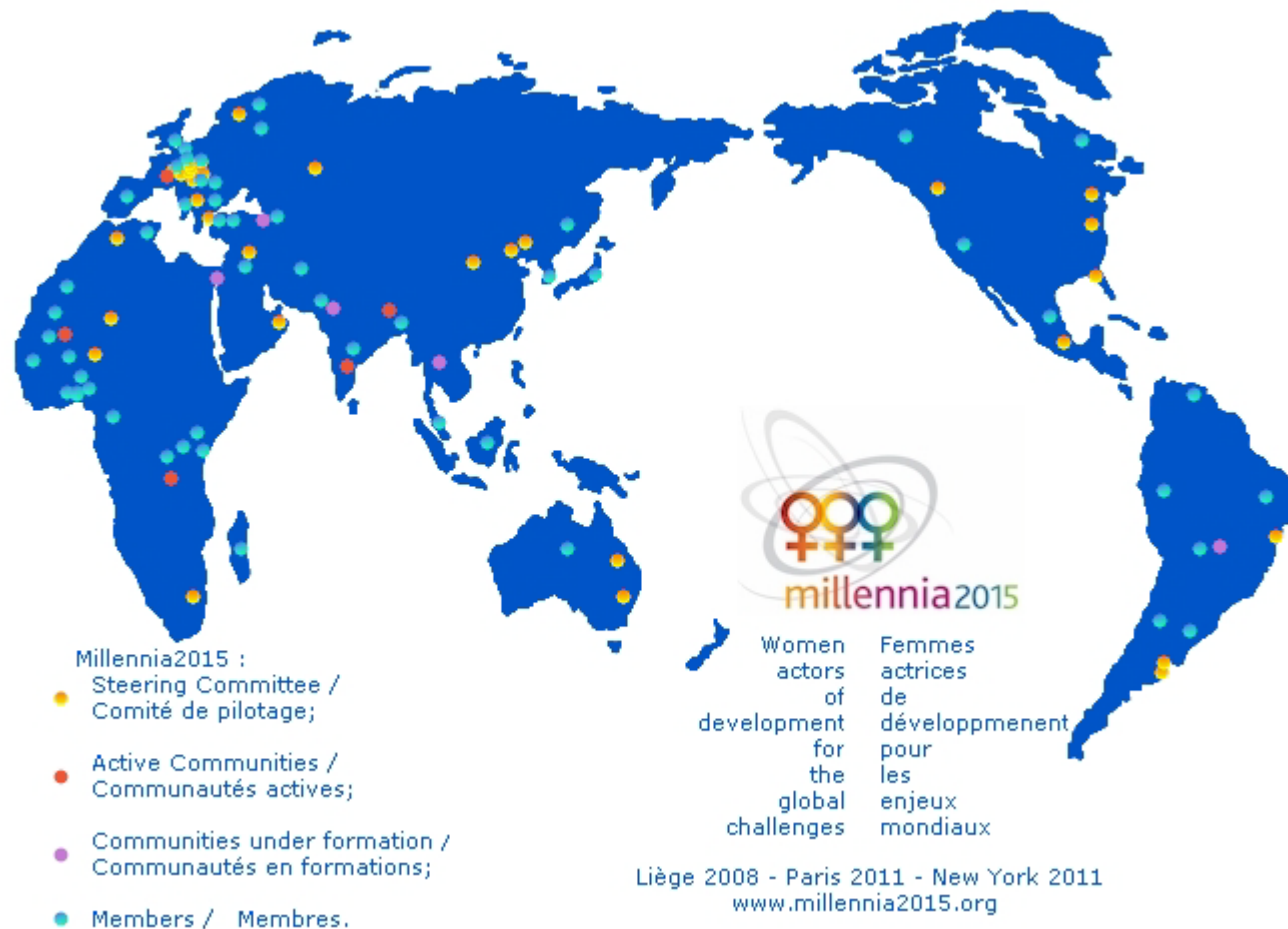 millennia2015
Millennia2015 :
Steering Committee /
Comité de pilotage;
Active Communities /
Communautés actives;
Communities under formation /
Communautés en formations;
Members / Membres.
Women
actors
of
development
for
the
global
challenges
Femmes
actrices
de
développmenent
pour
les
enjeux
mondiaux
Liège 2008 - Paris 2011 - New York 2011
www.millennia2015.org